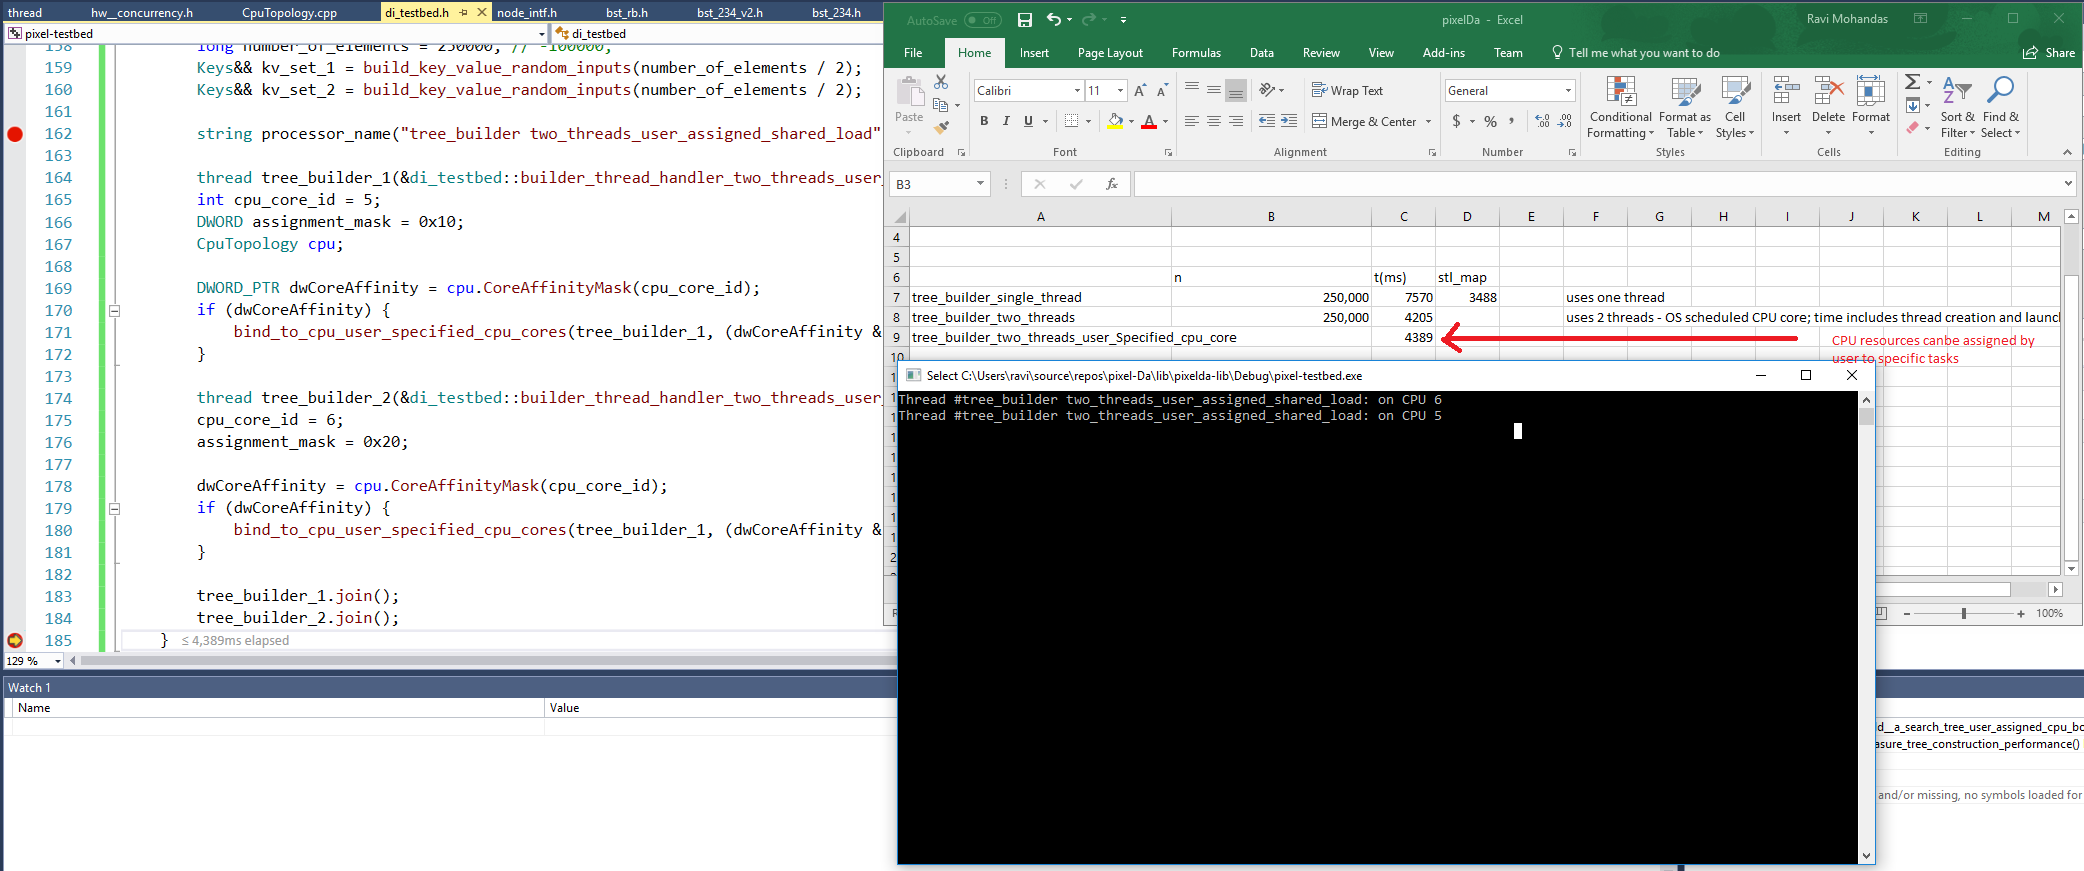 thread hw__concurrency.h CpuTopology.cpp di_testbed.h node_intf.h bst_rb.h bst_234_v2.h bst_234.h
pixel-testbed di_testbed
158 long number_of_elements = 250000; // -100000;
159 Keys&& kv_set_1 = build_key_value_random_inputs(number_of_elements / 2);
160 Keys&& kv_set_2 = build_key_value_random_inputs(number_of_elements / 2);
161
162 string processor_name("tree_builder two_threads_user_assigned_shared_load"
163
164 thread tree_builder_1(&di_testbed::builder_thread_handler_two_threads_user_
165 int cpu_core_id = 5;
166 DWORD assignment_mask = 0x10;
167 CpuTopology cpu;
168
169 DWORD_PTR dwCoreAffinity = cpu.CoreAffinityMask(cpu_core_id);
170 if (dwCoreAffinity) {
171 bind_to_cpu_user_specified_cpu_cores(tree_builder_1, (dwCoreAffinity &
172 }
173
174 thread tree_builder_2(&di_testbed::builder_thread_handler_two_threads_user_
175 cpu_core_id = 6;
176 assignment_mask = 0x20;
177
178 dwCoreAffinity = cpu.CoreAffinityMask(cpu_core_id);
179 if (dwCoreAffinity) {
180 bind_to_cpu_user_specified_cpu_cores(tree_builder_1, (dwCoreAffinity &
181 }
182
183 tree_builder_1.join();
184 tree_builder_2.join();
185 } ≤ 4,389ms elapsed
129 %
Watch 1
Name Value
AutoSave Off pixelDa - Excel Ravi Mohandas
File Home Insert Page Layout Formulas Data Review View Add-ins Team Tell me what you want to do Share
Calibri 11 Wrap Text General
Paste B I U Merge & Center $ % , Conditional Formatting Format as Table Cell Styles Insert Delete Format Sort & Filter Find & Select
Clipboard Font Alignment Number Styles Cells Editing
B3 fx
A B C D E F G H I J K L M
4
5
6 n t(ms) stl_map
7 tree_builder_single_thread 250,000 7570 3488 uses one thread
8 tree_builder_two_threads 250,000 4205 uses 2 threads - OS scheduled CPU core; time includes thread creation and launc
9 tree_builder_two_threads_user_Specified_cpu_core 4389
10
CPU resources canbe assigned by
user to specific tasks
Select C:\Users\ravi\source\repos\pixel-Da\lib\pixelda-lib\Debug\pixel-testbed.exe
Thread #tree_builder two_threads_user_assigned_shared_load: on CPU 6
Thread #tree_builder two_threads_user_assigned_shared_load: on CPU 5
100%
ld__a_search_tree_user_assigned_cpu_bo
asure_tree_construction_performance()
and/or missing, no symbols loaded for